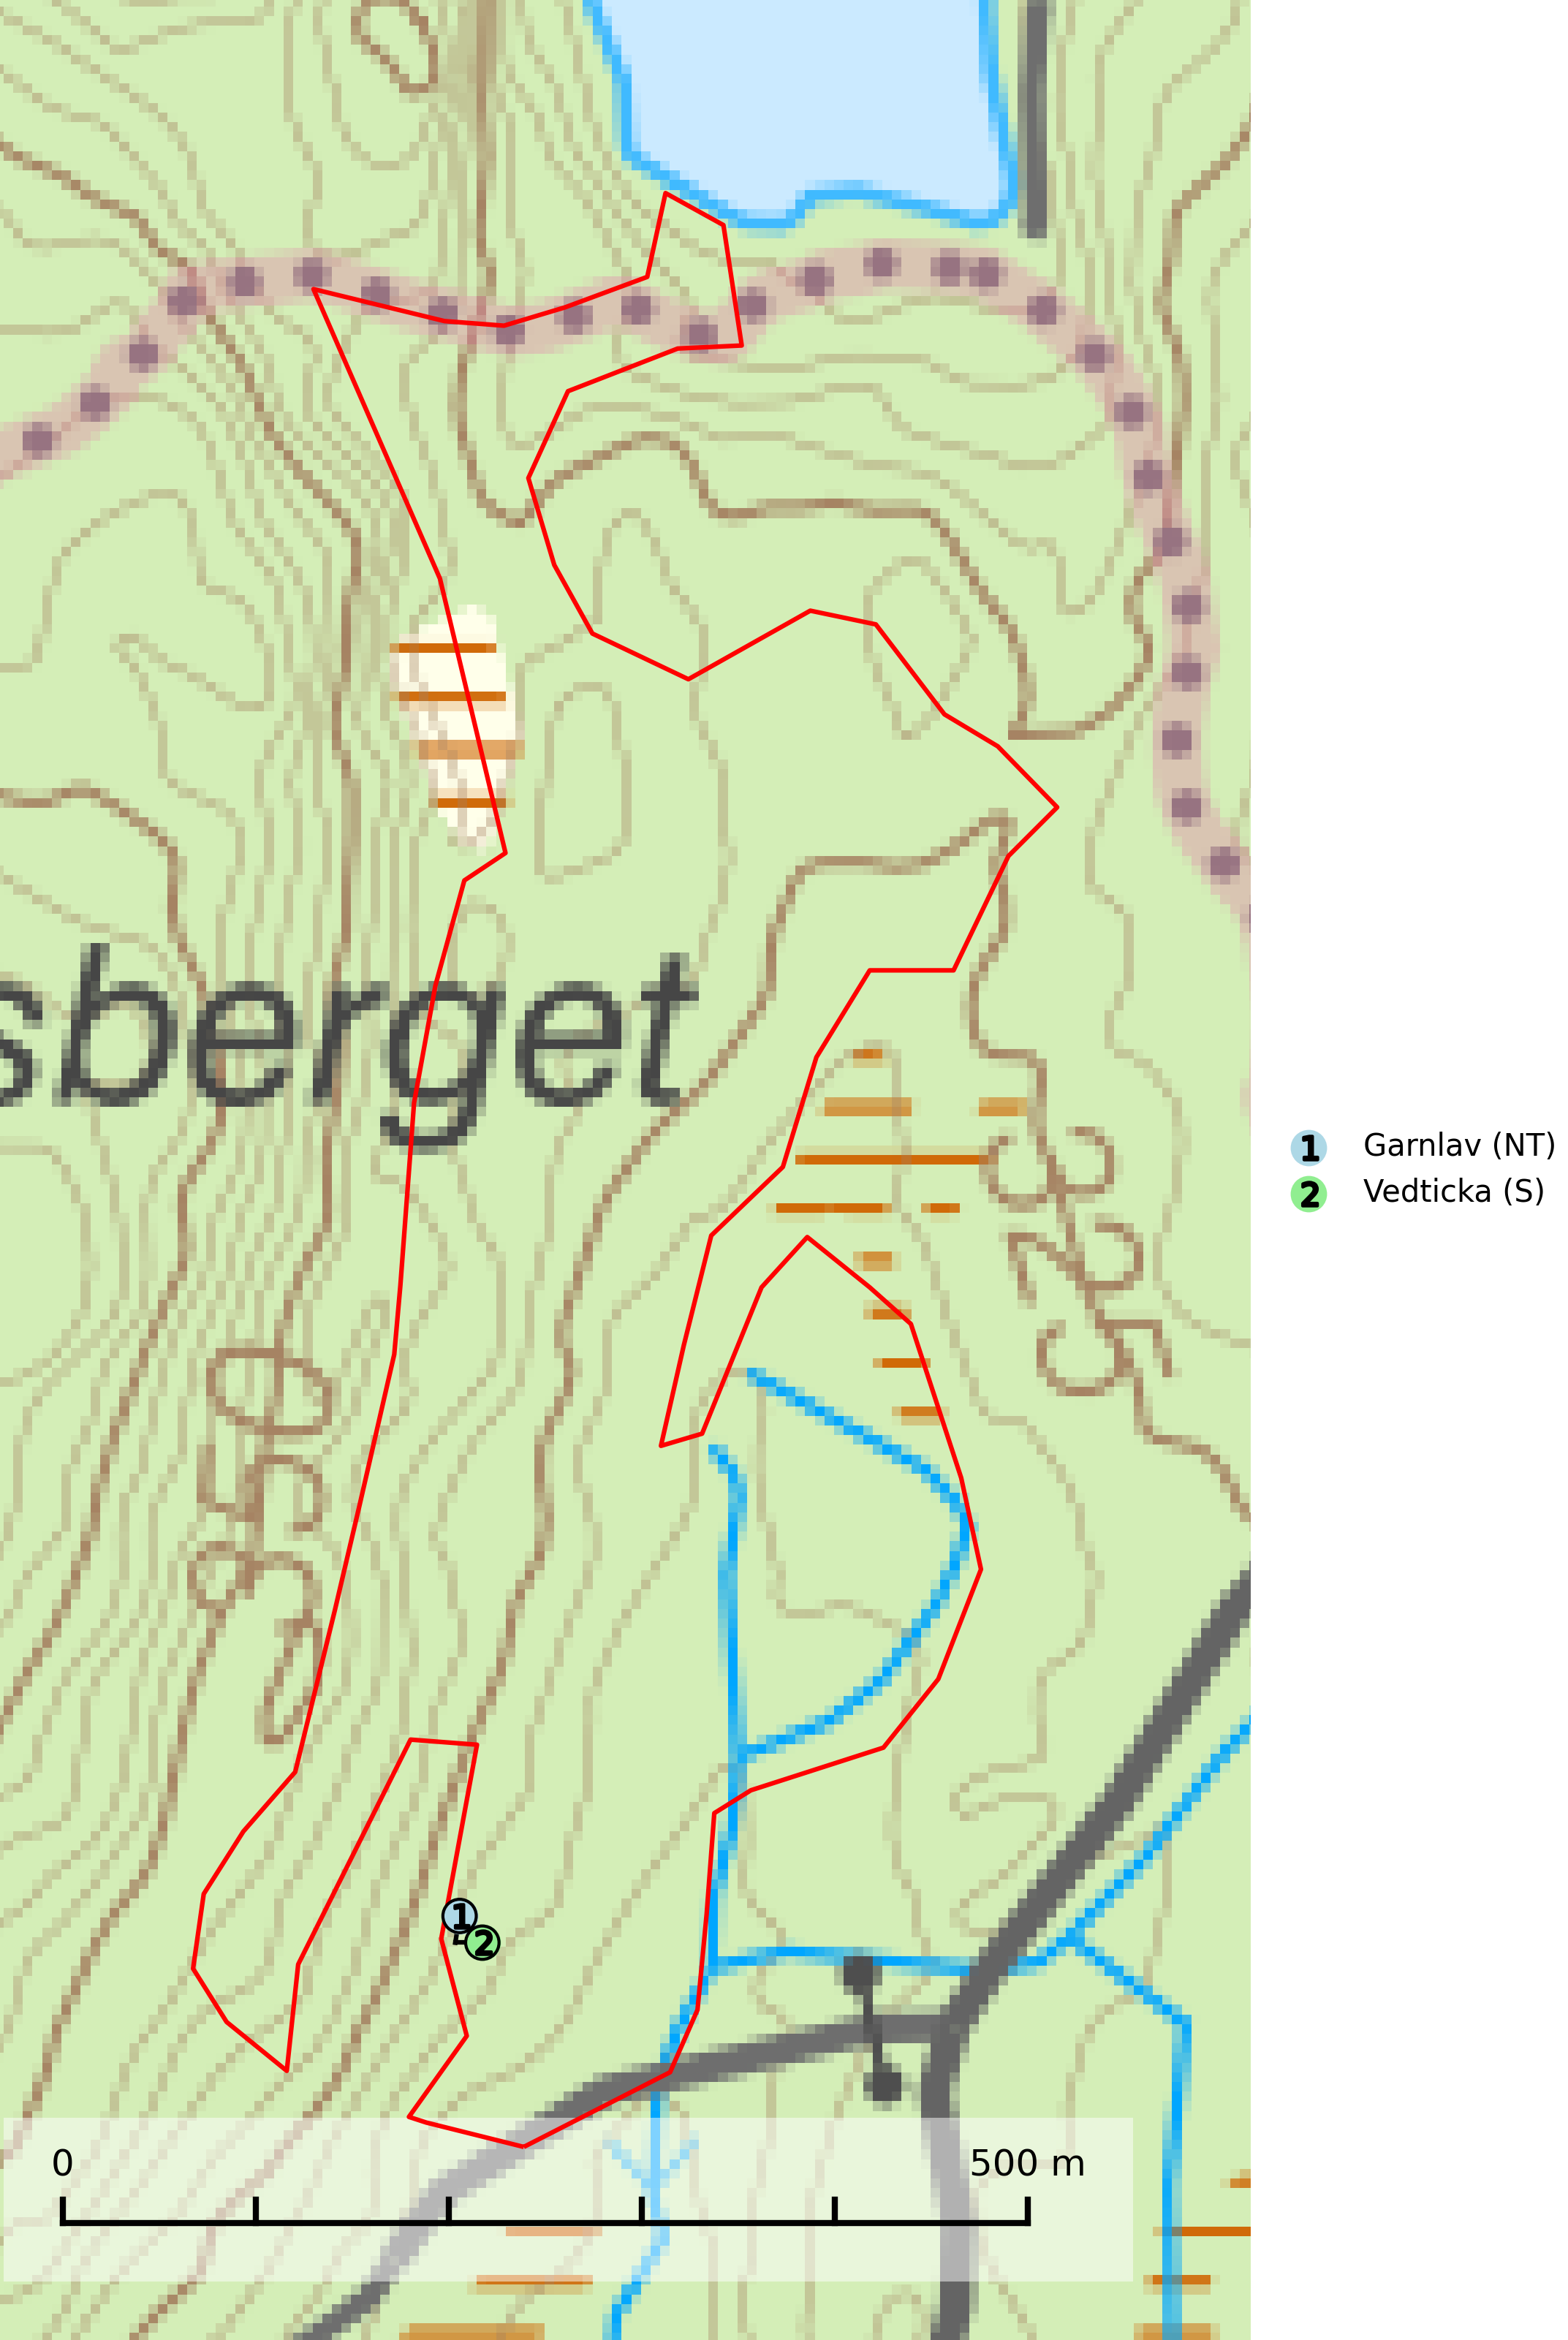 sberget
1 Garnlav (NT)
2 Vedticka (S)
1
2
0 500 m